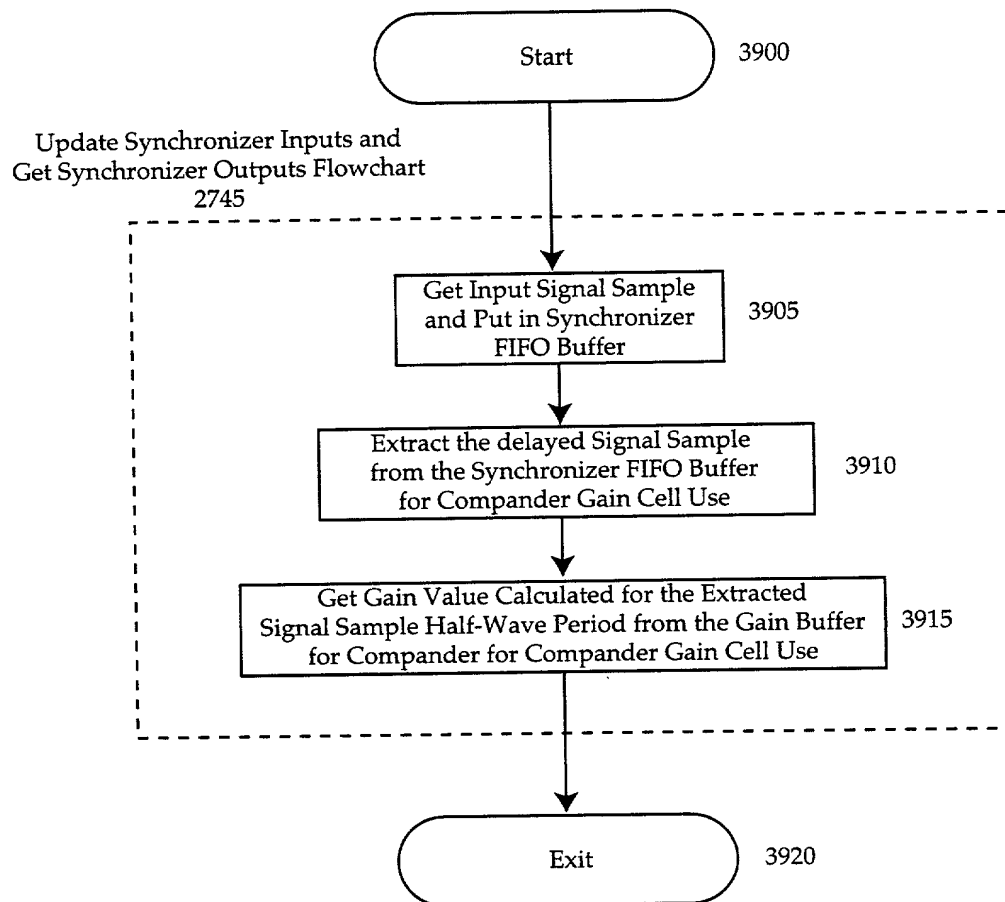 Start
3900
Update Synchronizer Inputs and
Get Synchronizer Outputs Flowchart
2745
Get Input Signal Sample
and Put in Synchronizer
FIFO Buffer
3905
Extract the delayed Signal Sample
from the Synchronizer FIFO Buffer
for Compander Gain Cell Use
3910
Get Gain Value Calculated for the Extracted
Signal Sample Half-Wave Period from the Gain Buffer
for Compander for Compander Gain Cell Use
3915
Exit
3920